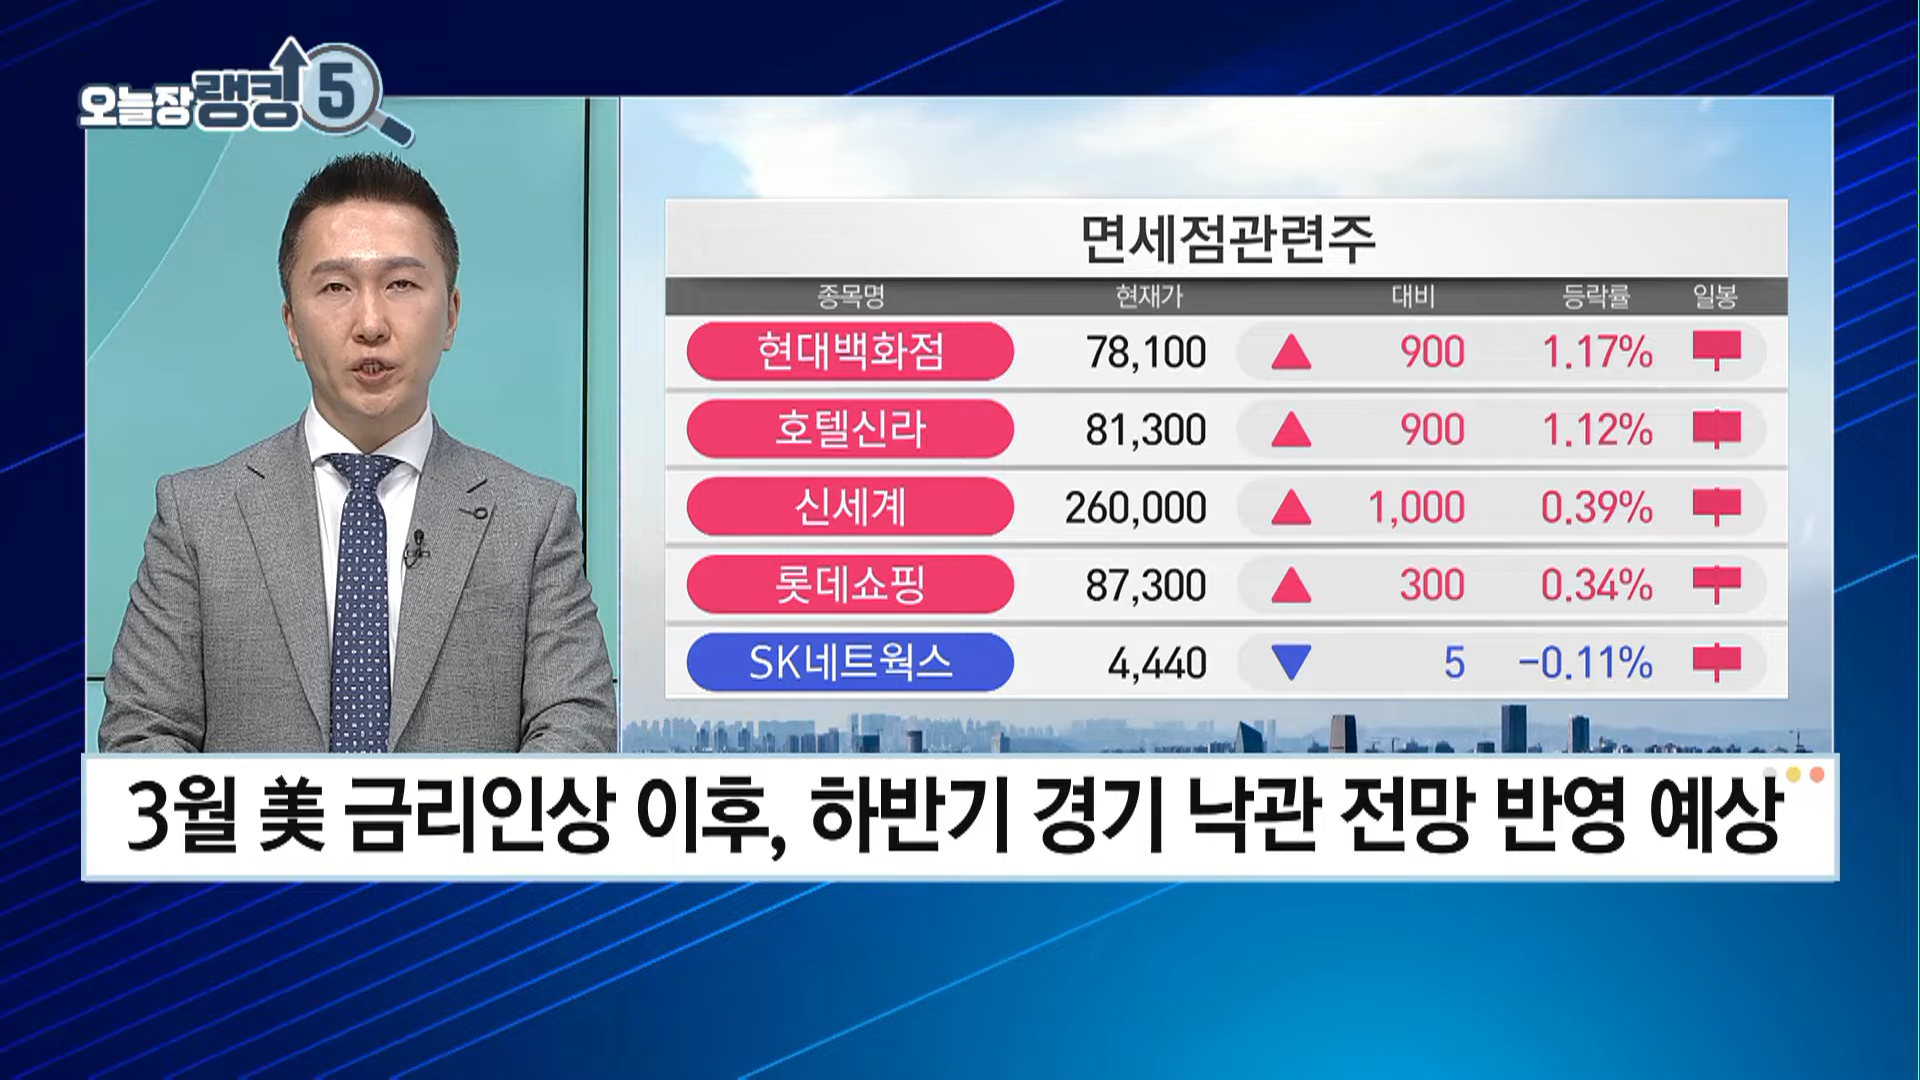 오늘장 랭킹 5
면세점관련주
종목명 현재가 대비 등락률 일봉
현대백화점 78,100 ▲ 900 1.17%
호텔신라 81,300 ▲ 900 1.12%
신세계 260,000 ▲ 1,000 0.39%
롯데쇼핑 87,300 ▲ 300 0.34%
SK네트웍스 4,440 ▼ 5 -0.11%
3월 美 금리인상 이후, 하반기 경기 낙관 전망 반영 예상